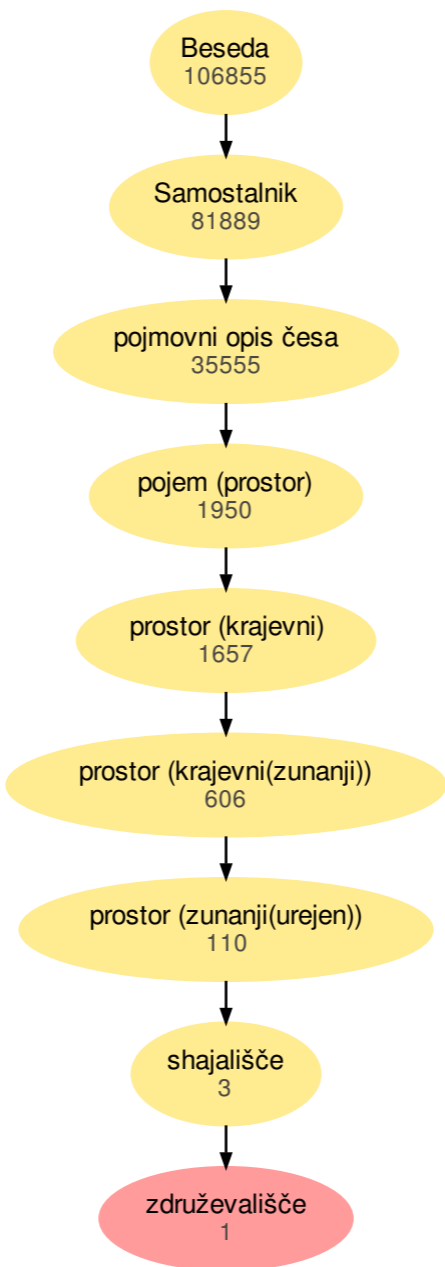 Beseda
106855
Samostalnik
81889
pojmovni opis česa
35555
pojem (prostor)
1950
prostor (krajevni)
1657
prostor (krajevni(zunanji))
606
prostor (zunanji(urejen))
110
shajališče
3
združevališče
1